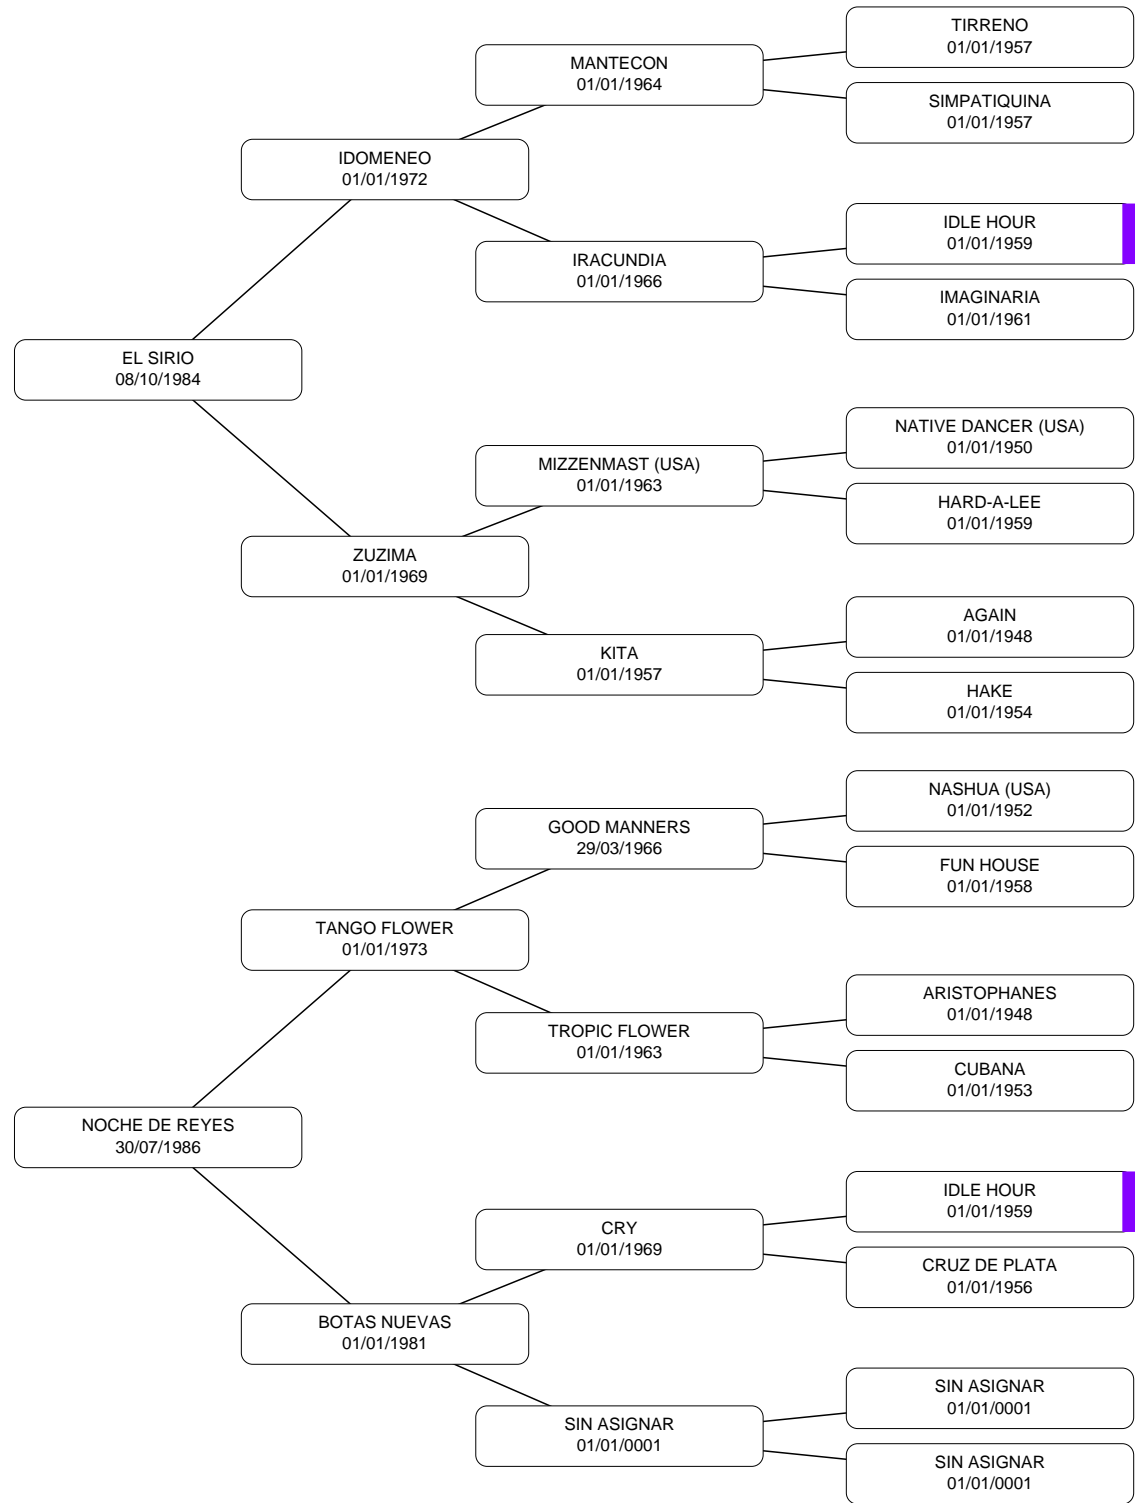 TIRRENO
01/01/1957
MANTECON
01/01/1964
SIMPATIQUINA
01/01/1957
IDOMENEO
01/01/1972
IDLE HOUR
01/01/1959
IRACUNDIA
01/01/1966
IMAGINARIA
01/01/1961
EL SIRIO
08/10/1984
NATIVE DANCER (USA)
01/01/1950
MIZZENMAST (USA)
01/01/1963
HARD-A-LEE
01/01/1959
ZUZIMA
01/01/1969
AGAIN
01/01/1948
KITA
01/01/1957
HAKE
01/01/1954
NASHUA (USA)
01/01/1952
GOOD MANNERS
29/03/1966
FUN HOUSE
01/01/1958
TANGO FLOWER
01/01/1973
ARISTOPHANES
01/01/1948
TROPIC FLOWER
01/01/1963
CUBANA
01/01/1953
NOCHE DE REYES
30/07/1986
IDLE HOUR
01/01/1959
CRY
01/01/1969
CRUZ DE PLATA
01/01/1956
BOTAS NUEVAS
01/01/1981
SIN ASIGNAR
01/01/0001
SIN ASIGNAR
01/01/0001
SIN ASIGNAR
01/01/0001